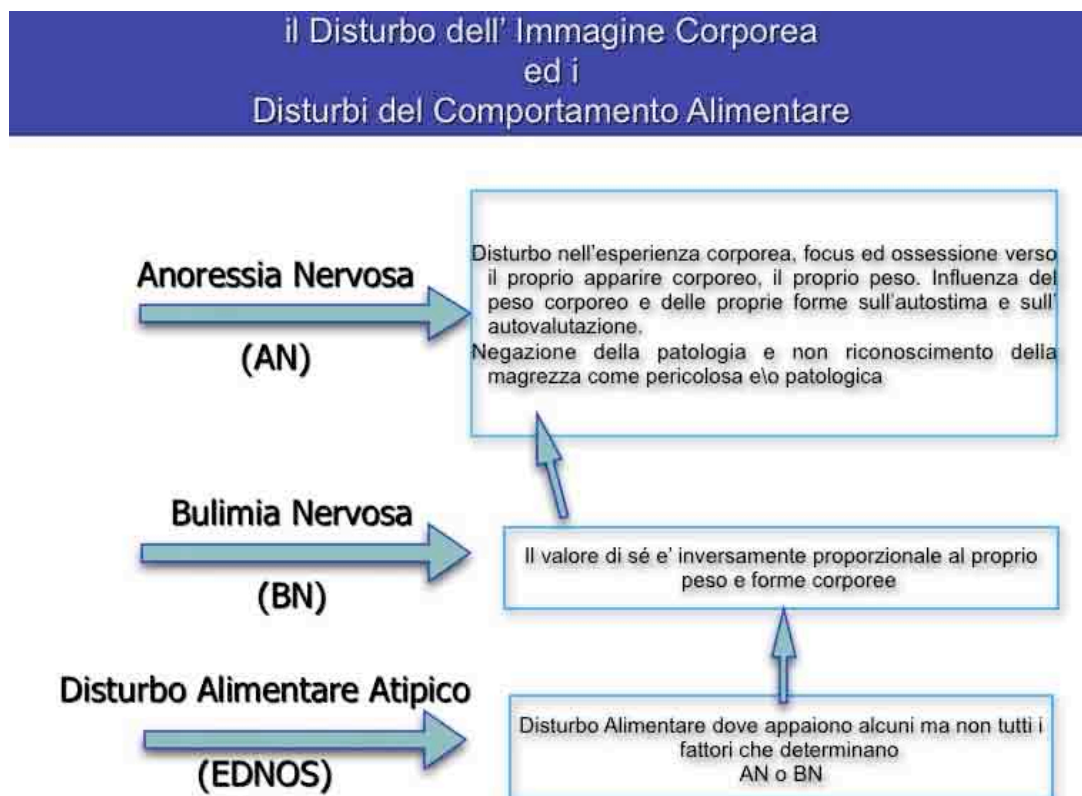 il Disturbo dell' Immagine Corporea
ed i
Disturbi del Comportamento Alimentare
Anoressia Nervosa
(AN)
Disturbo nell'esperienza corporea, focus ed ossessione verso
il proprio apparire corporeo, il proprio peso. Influenza del
peso corporeo e delle proprie forme sull'autostima e sull'
autovalutazione.
Negazione della patologia e non riconoscimento della
magrezza come pericolosa e\o patologica
Bulimia Nervosa
(BN)
Il valore di sé e' inversamente proporzionale al proprio
peso e forme corporee
Disturbo Alimentare Atipico
(EDNOS)
Disturbo Alimentare dove appaiono alcuni ma non tutti i
fattori che determinano
AN o BN